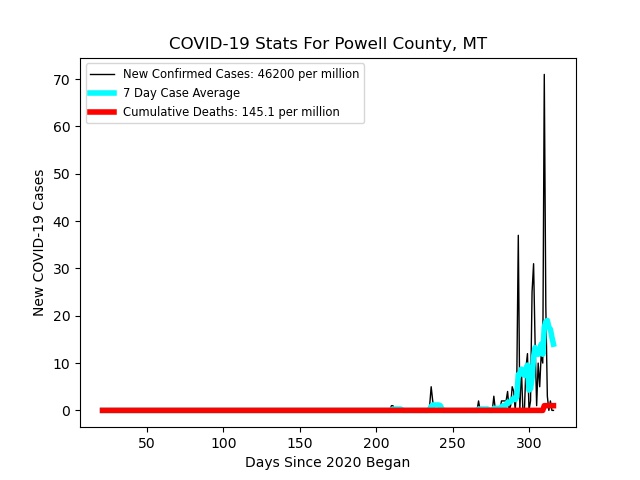 COVID-19 Stats For Powell County, MT
New Confirmed Cases: 46200 per million
7 Day Case Average
Cumulative Deaths: 145.1 per million
New COVID-19 Cases
70
60
50
40
30
20
10
0
50 100 150 200 250 300
Days Since 2020 Began